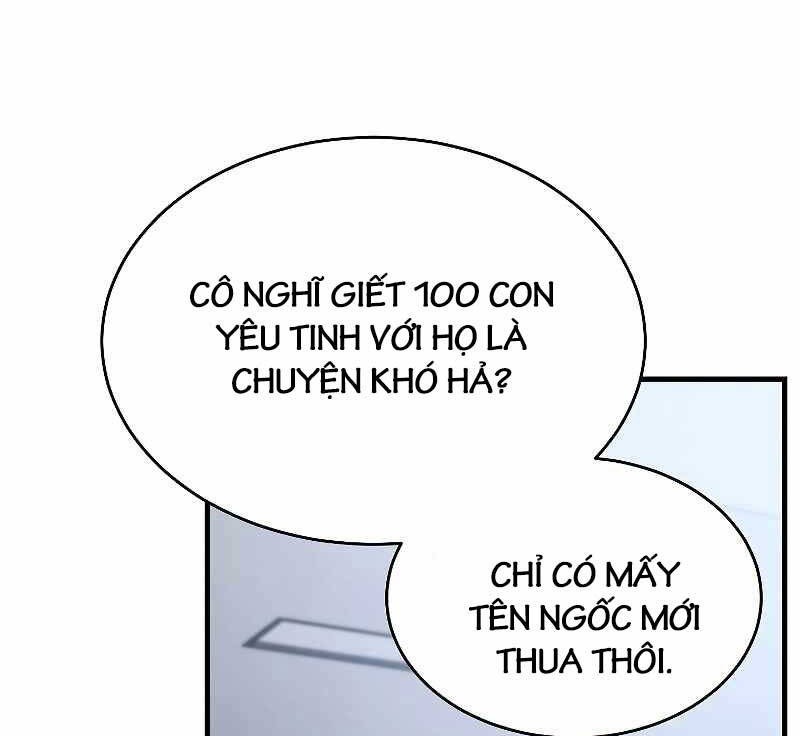 CÔ NGHĨ GIẾT 100 CON
YÊU TINH VỚI HỌ LÀ
CHUYỆN KHÓ HẢ?
CHỈ CÓ MẤY
TÊN NGỐC MỚI
THUA THÔI.